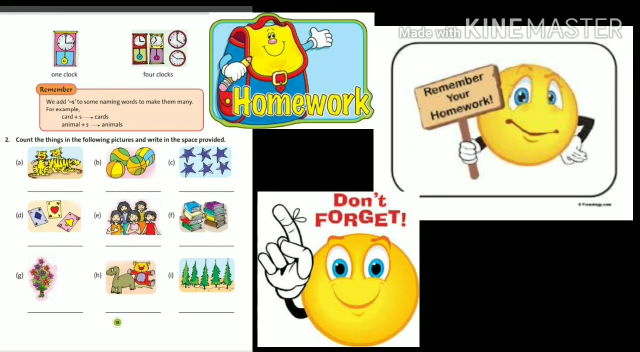 one clock
four clocks
Remember
We add '-s' to some naming words to make them many.
For example,
card + s → cards
animal + s → animals
2. Count the things in the following pictures and write in the space provided.
(a)
(b)
(c)
(d)
(e)
(f)
(g)
(h)
(i)
Homework
Made with KINEMASTER
Remember
Your
Homework!
Don't
FORGET!